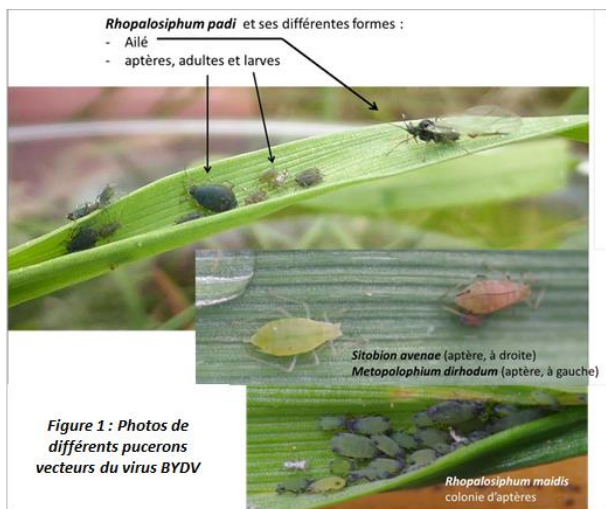 Rhopalosiphum padi et ses différentes formes :
- Ailé
- aptères, adultes et larves
Sitobion avenae (aptère, à droite)
Metopolophium dirhodum (aptère, à gauche)
Figure 1 : Photos de
différents pucerons
vecteurs du virus BYDV
Rhopalosiphum maidis
colonie d'aptères